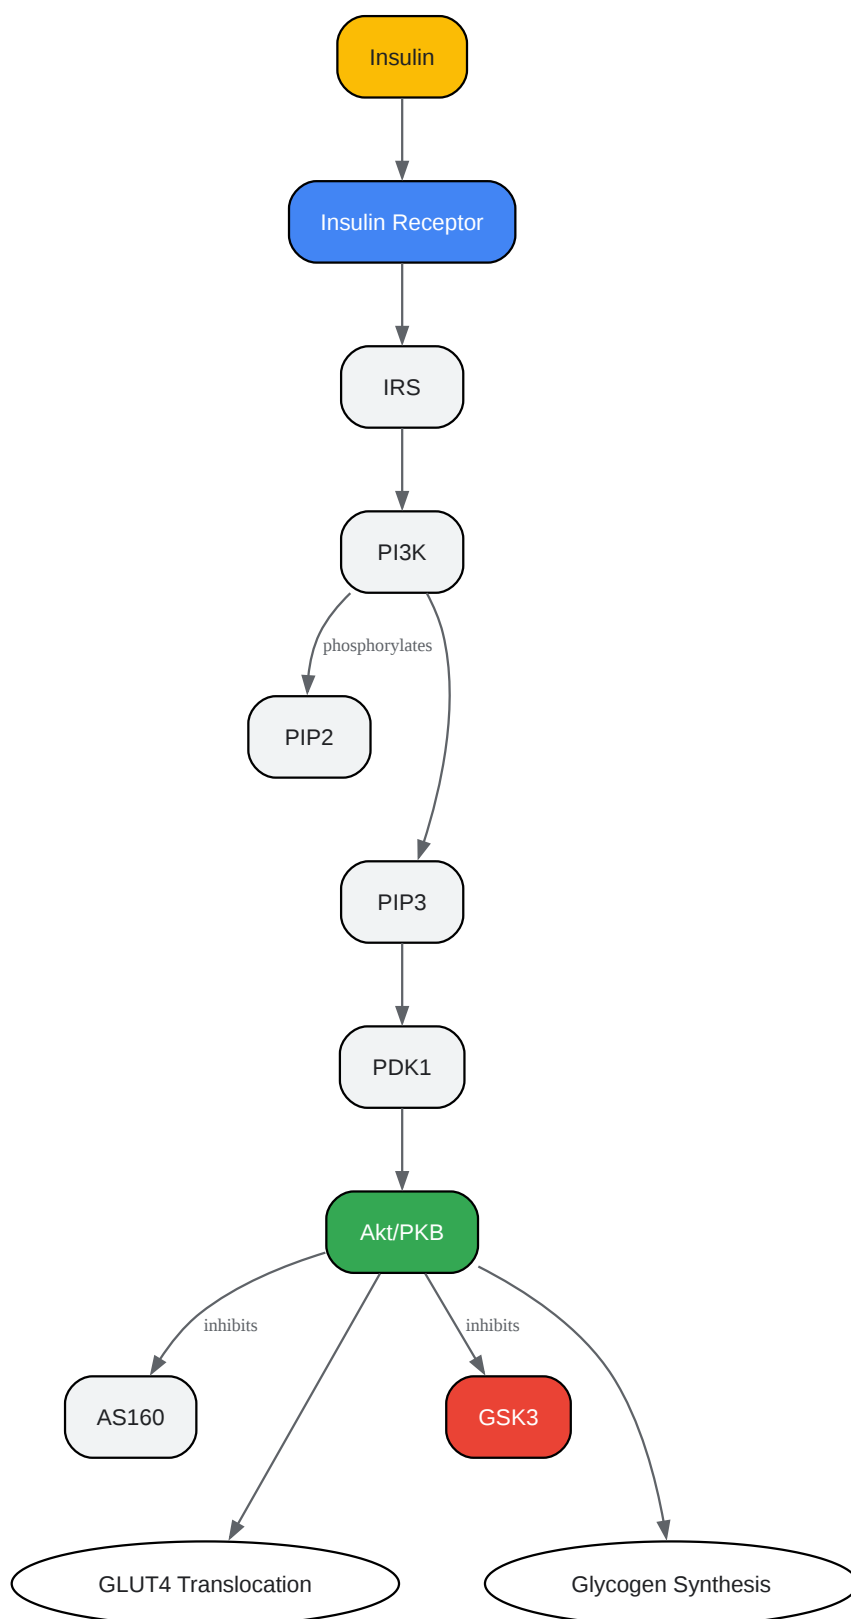 Insulin
Insulin Receptor
IRS
PI3K
phosphorylates
PIP2
PIP3
PDK1
Akt/PKB
inhibits
inhibits
AS160
GSK3
GLUT4 Translocation
Glycogen Synthesis